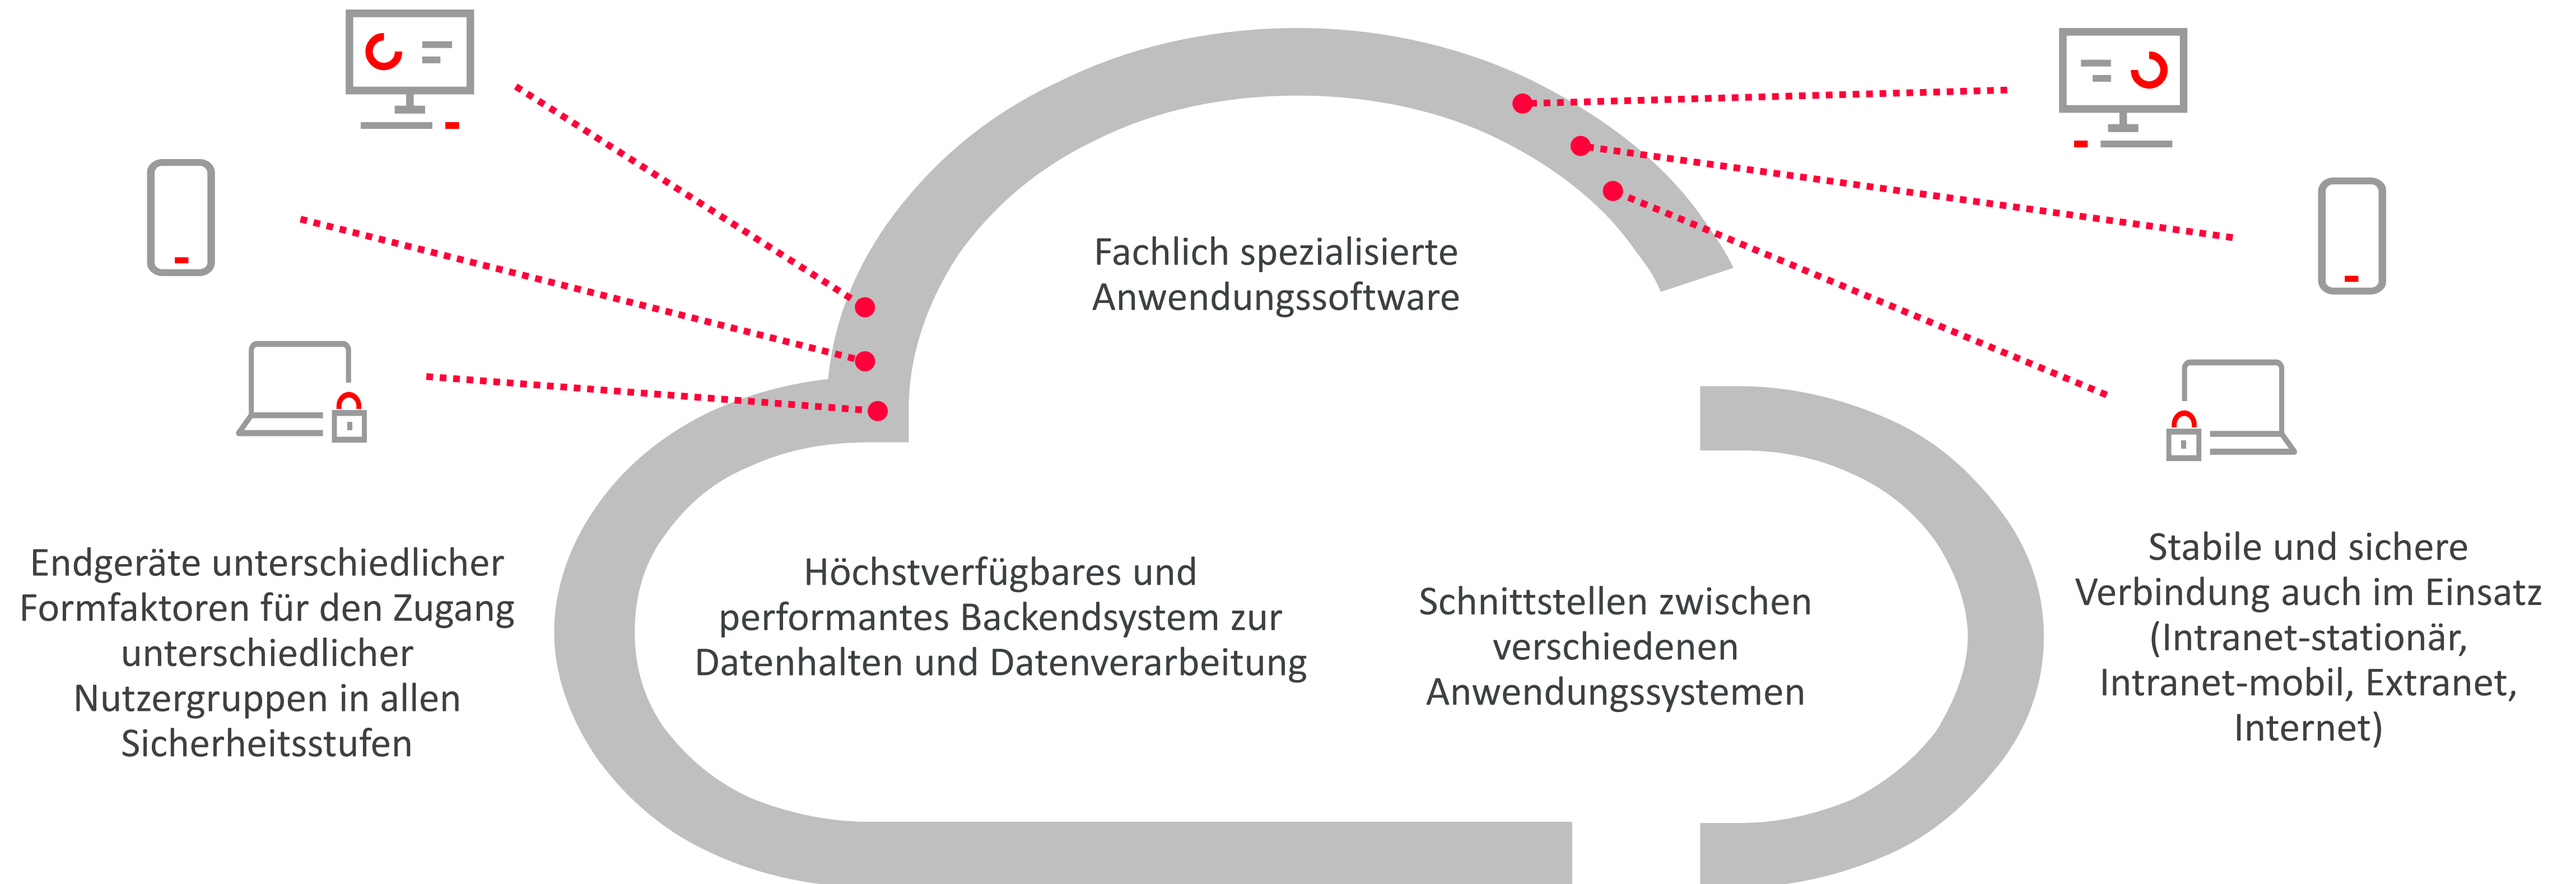 Fachlich spezialisierte
Anwendungssoftware
Endgeräte unterschiedlicher
Formfaktoren für den Zugang
unterschiedlicher
Nutzergruppen in allen
Sicherheitsstufen
Höchstverfügbares und
performantes Backendsystem zur
Datenhalten und Datenverarbeitung
Schnittstellen zwischen
verschiedenen
Anwendungssystemen
Stabile und sichere
Verbindung auch im Einsatz
(Intranet-stationär,
Intranet-mobil, Extranet,
Internet)